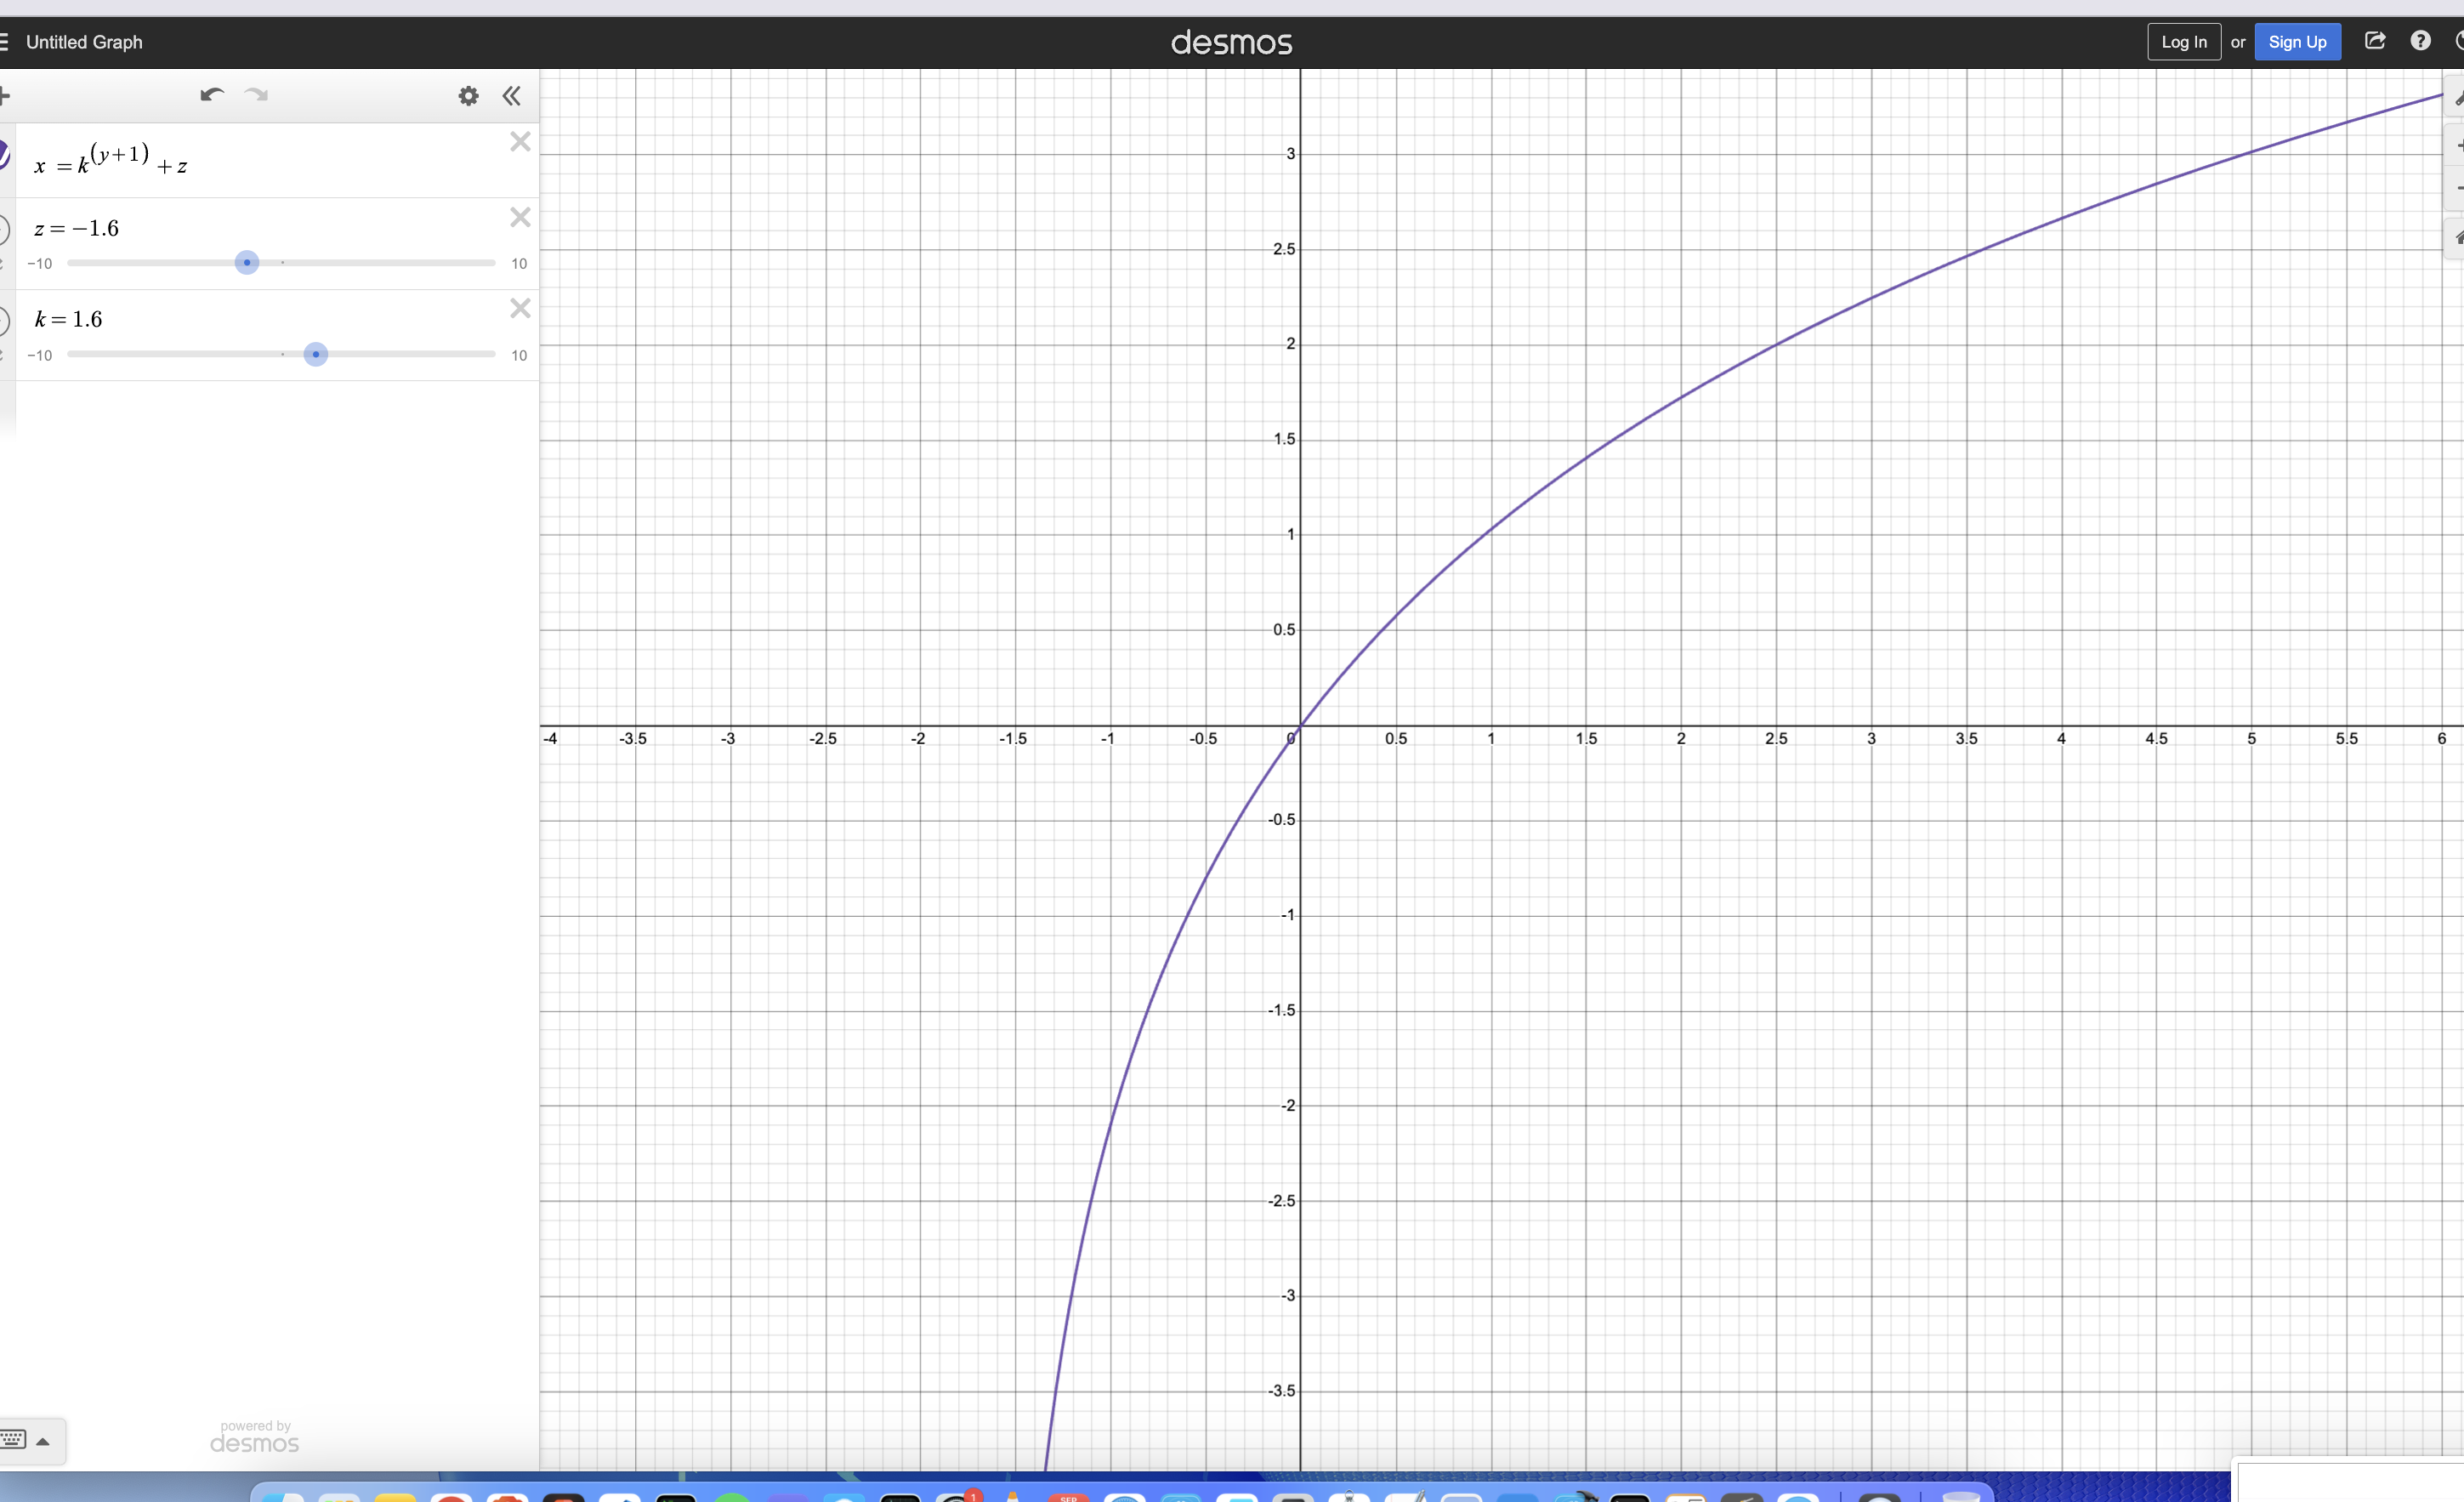 Untitled Graph
desmos
Log In or Sign Up
x = k^(y+1) + z
z = −1.6
−10 10
k = 1.6
−10 10
3
2.5
2
1.5
1
0.5
-4 -3.5 -3 -2.5 -2 -1.5 -1 -0.5 0 0.5 1 1.5 2 2.5 3 3.5 4 4.5 5 5.5 6
-0.5
-1
-1.5
-2
-2.5
-3
-3.5
powered by
desmos
1
SEP